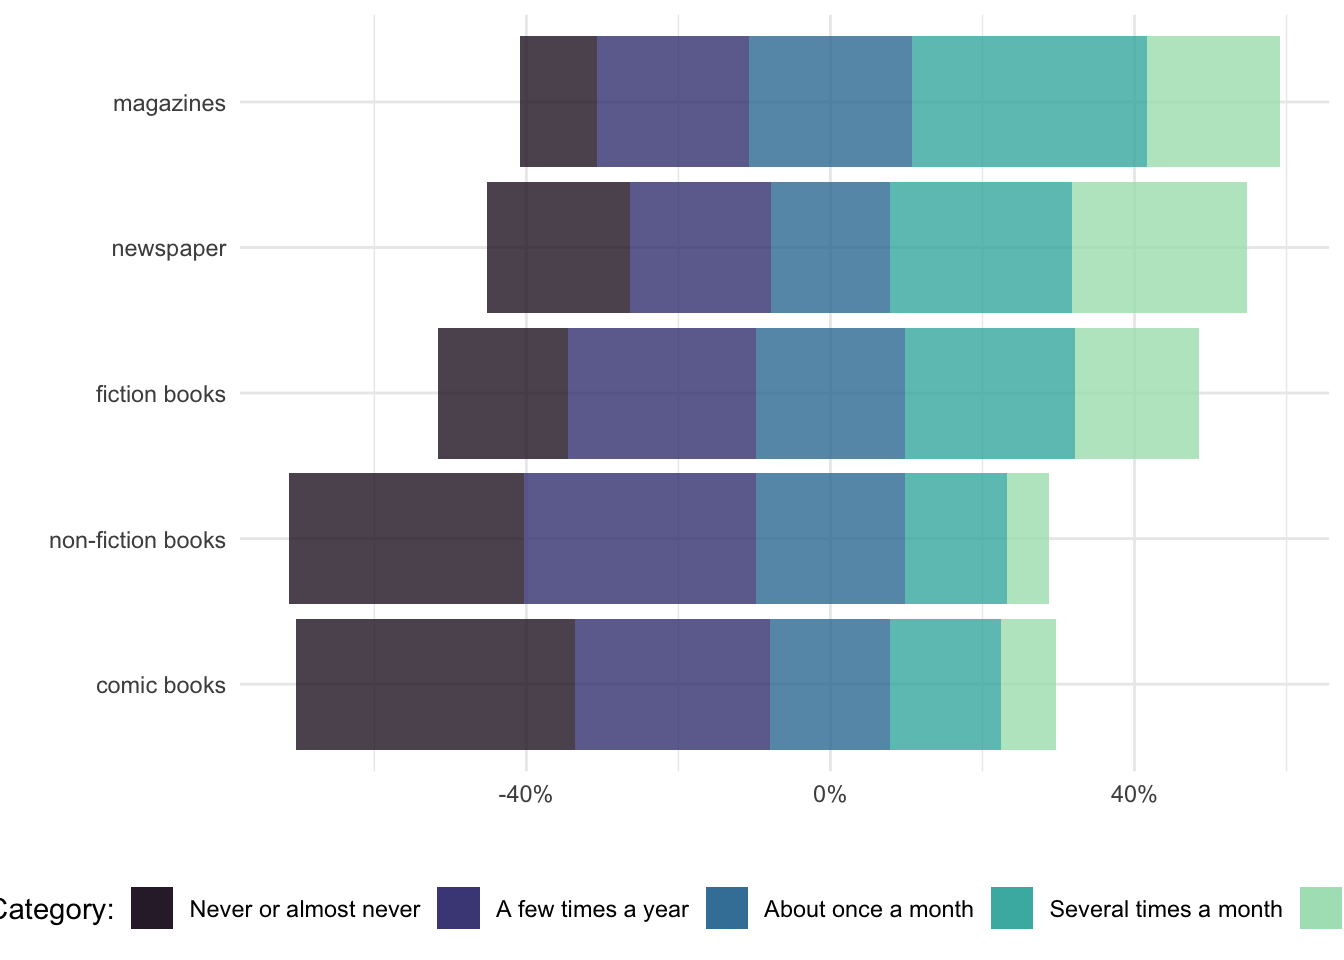 magazines
newspaper
fiction books
non-fiction books
comic books
-40% 0% 40%
Category: Never or almost never A few times a year About once a month Several times a month